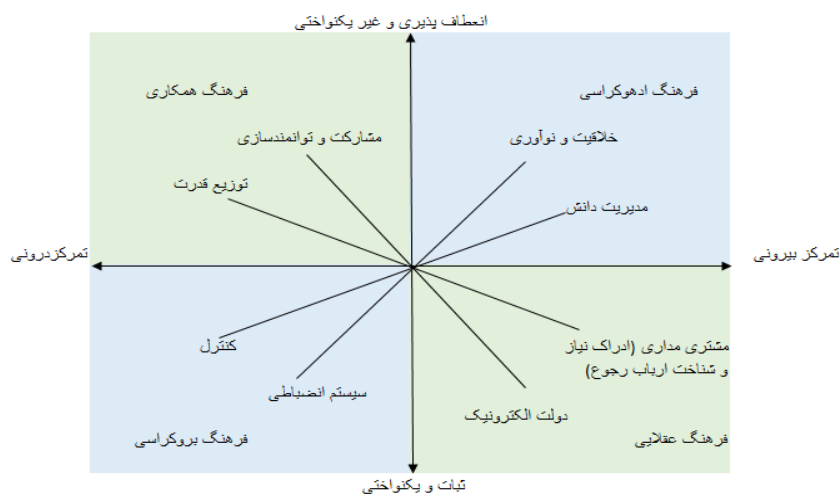 انعطاف پذیری و غیر یکنواختی
فرهنگ ادهوکراسی
فرهنگ همکاری
خلاقیت و نوآوری
مشارکت و توانمندسازی
مدیریت دانش
توزیع قدرت
تمرکز بیرونی
تمرکزدرونی
مشتری مداری (ادراک نیاز
و شناخت ارباب رجوع)
کنترل
سیستم انضباطی
دولت الکترونیک
فرهنگ عقلایی
فرهنگ بروکراسی
ثبات و یکنواختی